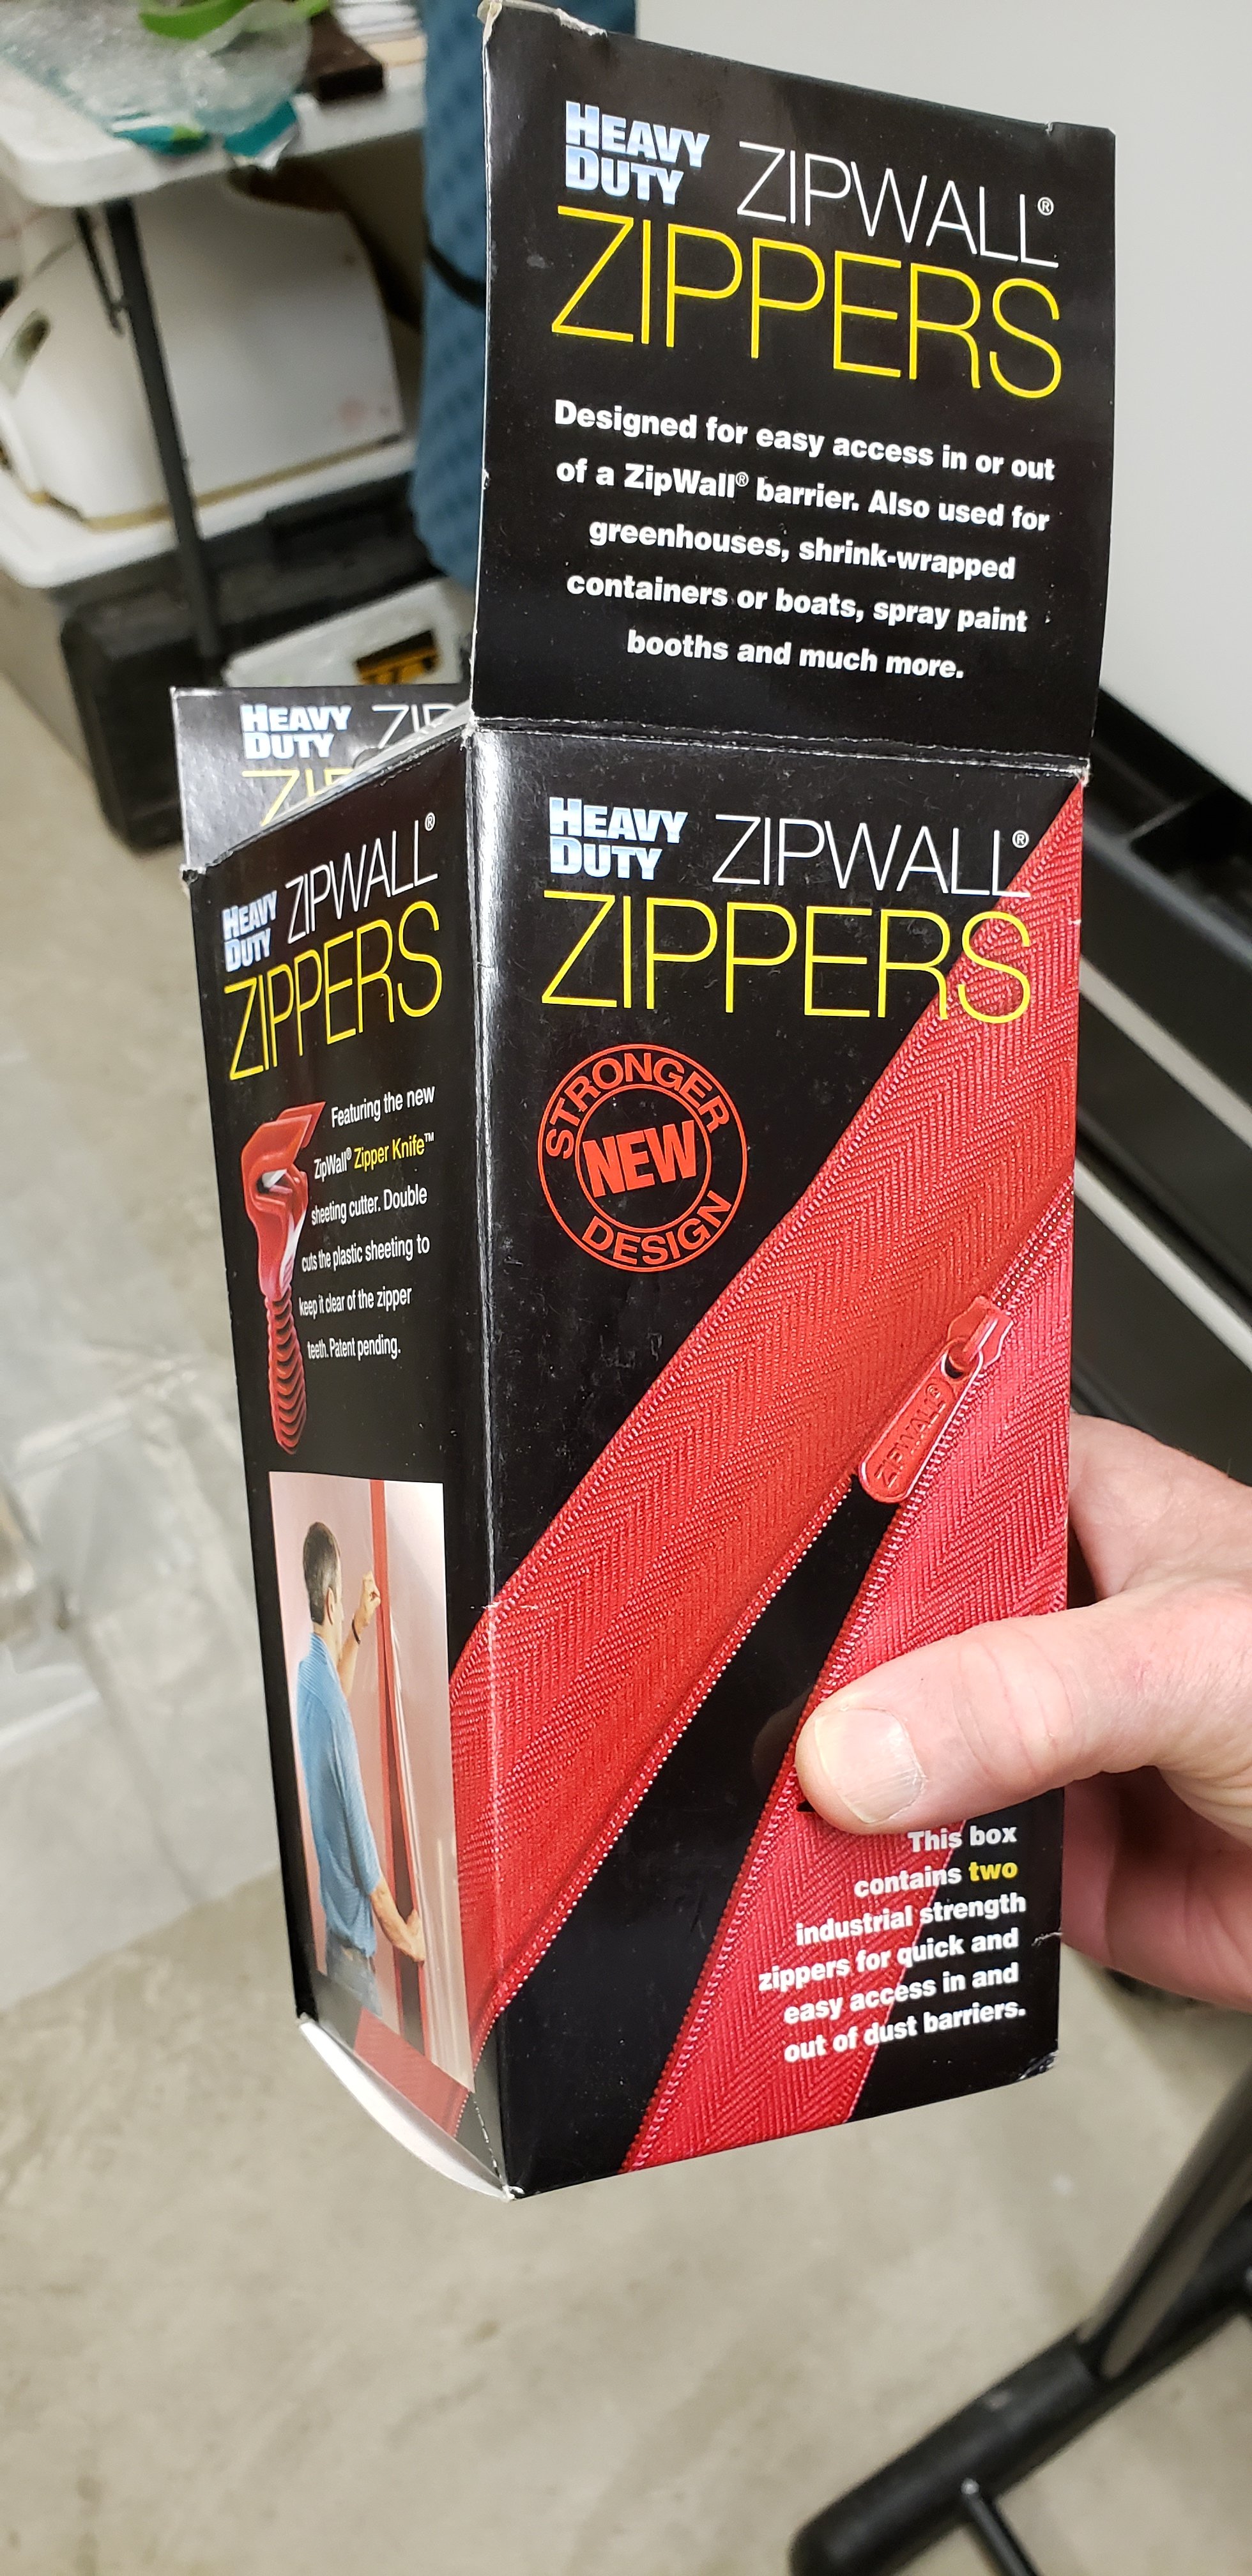 HEAVY
DUTY
ZIPWALL®
ZIPPERS
Designed for easy access in or out
of a ZipWall® barrier. Also used for
greenhouses, shrink-wrapped
containers or boats, spray paint
booths and much more.
HEAVY
DUTY
HEAVY
DUTY
ZIPWALL®
ZIPPERS
Featuring the new
ZipWall® Zipper Knife™
sheeting cutter. Double
cuts the plastic sheeting to
keep it clear of the zipper
teeth. Patent pending.
HEAVY
DUTY
ZIPWALL®
ZIPPERS
STRONGER
NEW
DESIGN
ZIPWALL®
This box
contains two
industrial strength
zippers for quick and
easy access in and
out of dust barriers.